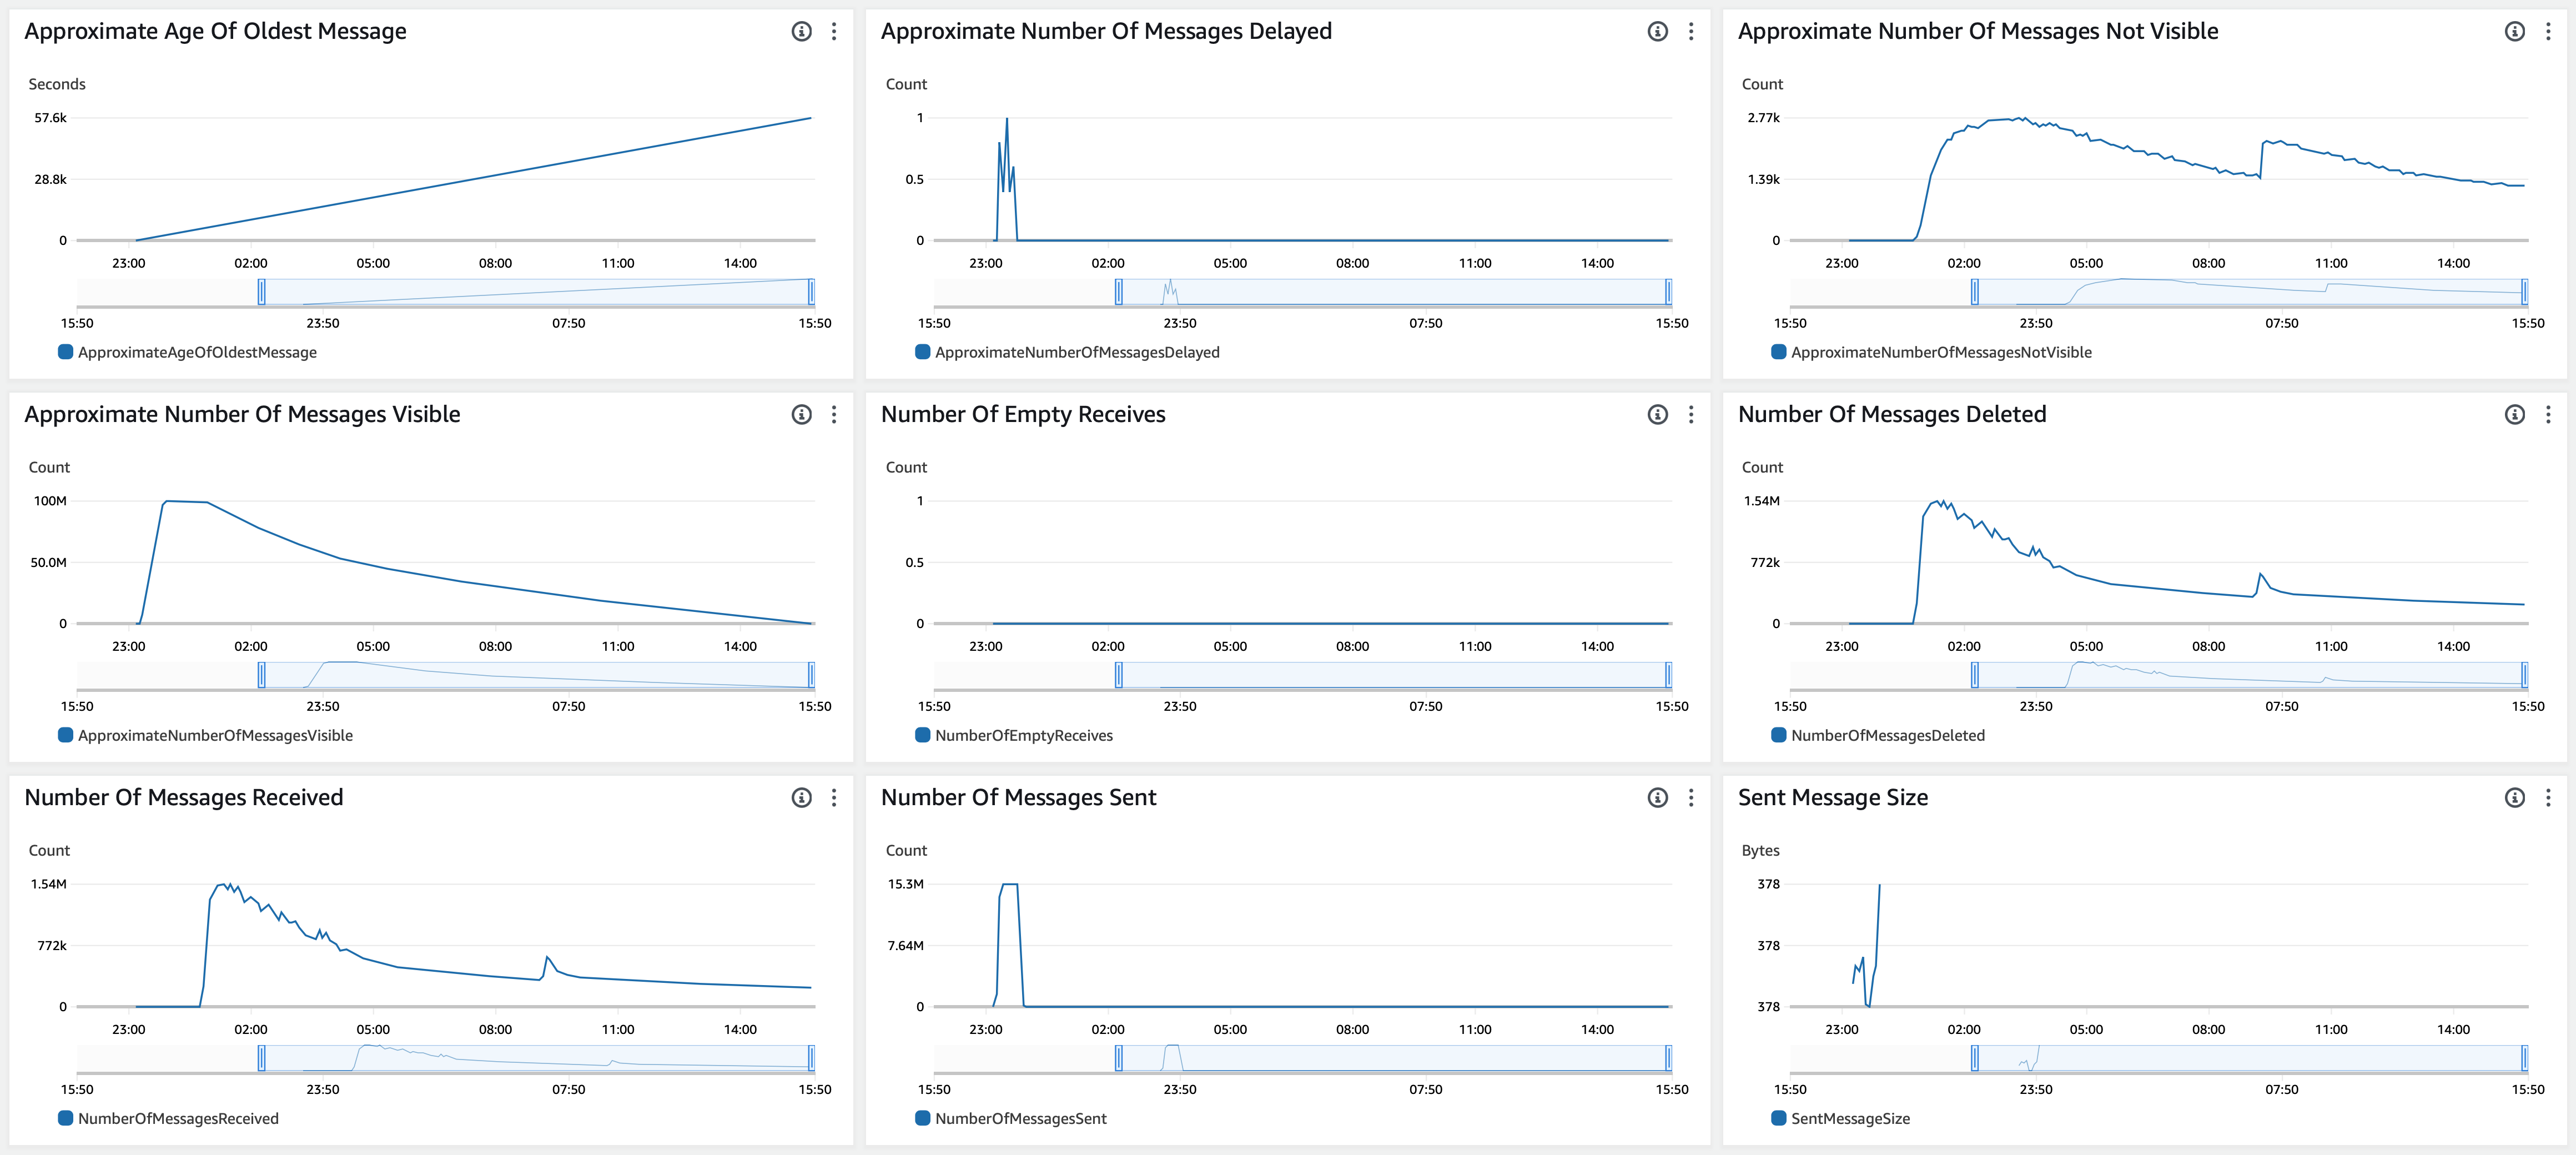 Approximate Age Of Oldest Message
Seconds
57.6k
28.8k
0
23:00 02:00 05:00 08:00 11:00 14:00
15:50 23:50 07:50 15:50
ApproximateAgeOfOldestMessage
Approximate Number Of Messages Delayed
Count
1
0.5
0
23:00 02:00 05:00 08:00 11:00 14:00
15:50 23:50 07:50 15:50
ApproximateNumberOfMessagesDelayed
Approximate Number Of Messages Not Visible
Count
2.77k
1.39k
0
23:00 02:00 05:00 08:00 11:00 14:00
15:50 23:50 07:50 15:50
ApproximateNumberOfMessagesNotVisible
Approximate Number Of Messages Visible
Count
100M
50.0M
0
23:00 02:00 05:00 08:00 11:00 14:00
15:50 23:50 07:50 15:50
ApproximateNumberOfMessagesVisible
Number Of Empty Receives
Count
1
0.5
0
23:00 02:00 05:00 08:00 11:00 14:00
15:50 23:50 07:50 15:50
NumberOfEmptyReceives
Number Of Messages Deleted
Count
1.54M
772k
0
23:00 02:00 05:00 08:00 11:00 14:00
15:50 23:50 07:50 15:50
NumberOfMessagesDeleted
Number Of Messages Received
Count
1.54M
772k
0
23:00 02:00 05:00 08:00 11:00 14:00
15:50 23:50 07:50 15:50
NumberOfMessagesReceived
Number Of Messages Sent
Count
15.3M
7.64M
0
23:00 02:00 05:00 08:00 11:00 14:00
15:50 23:50 07:50 15:50
NumberOfMessagesSent
Sent Message Size
Bytes
378
378
378
23:00 02:00 05:00 08:00 11:00 14:00
15:50 23:50 07:50 15:50
SentMessageSize